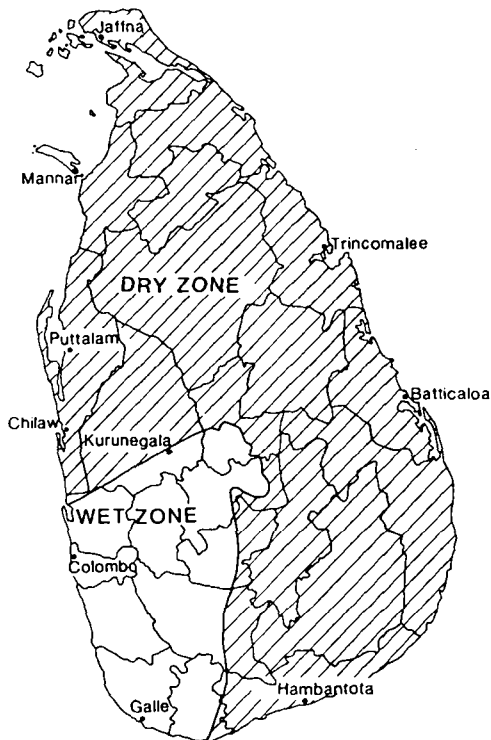 Jaffna
Mannar
Trincomalee
DRY ZONE
Puttalam
Batticaloa
Chilaw
Kurunegala
WET ZONE
Colombo
Hambantota
Galle